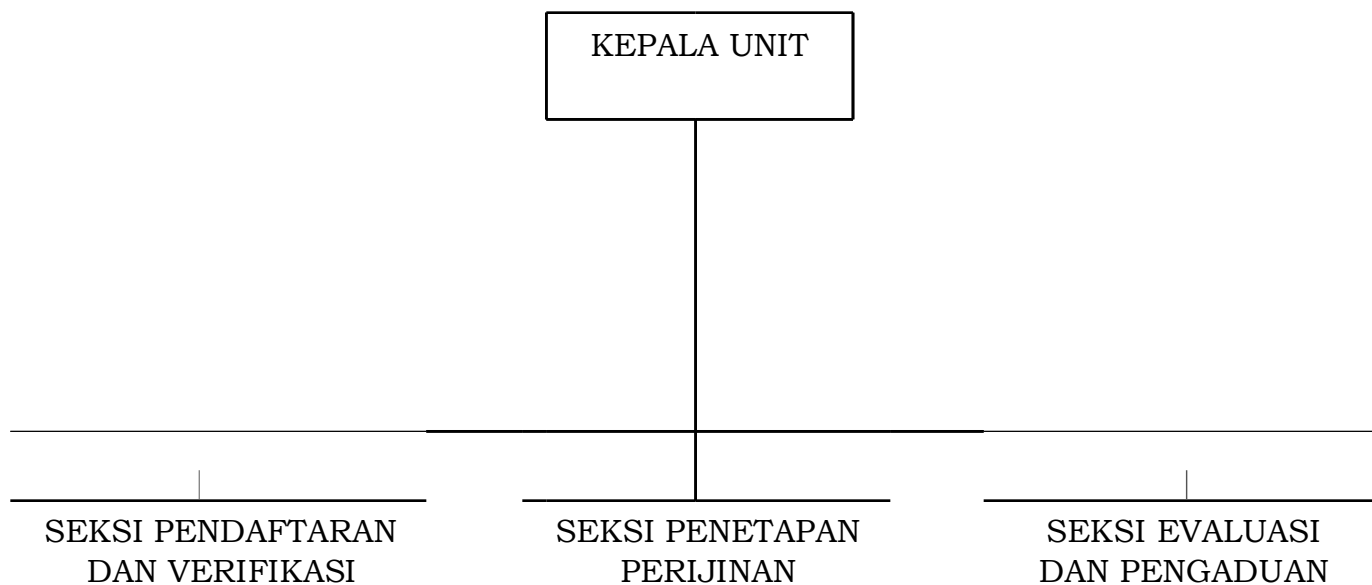 KEPALA UNIT
SEKSI PENDAFTARAN
DAN VERIFIKASI
SEKSI PENETAPAN
PERIJINAN
SEKSI EVALUASI
DAN PENGADUAN